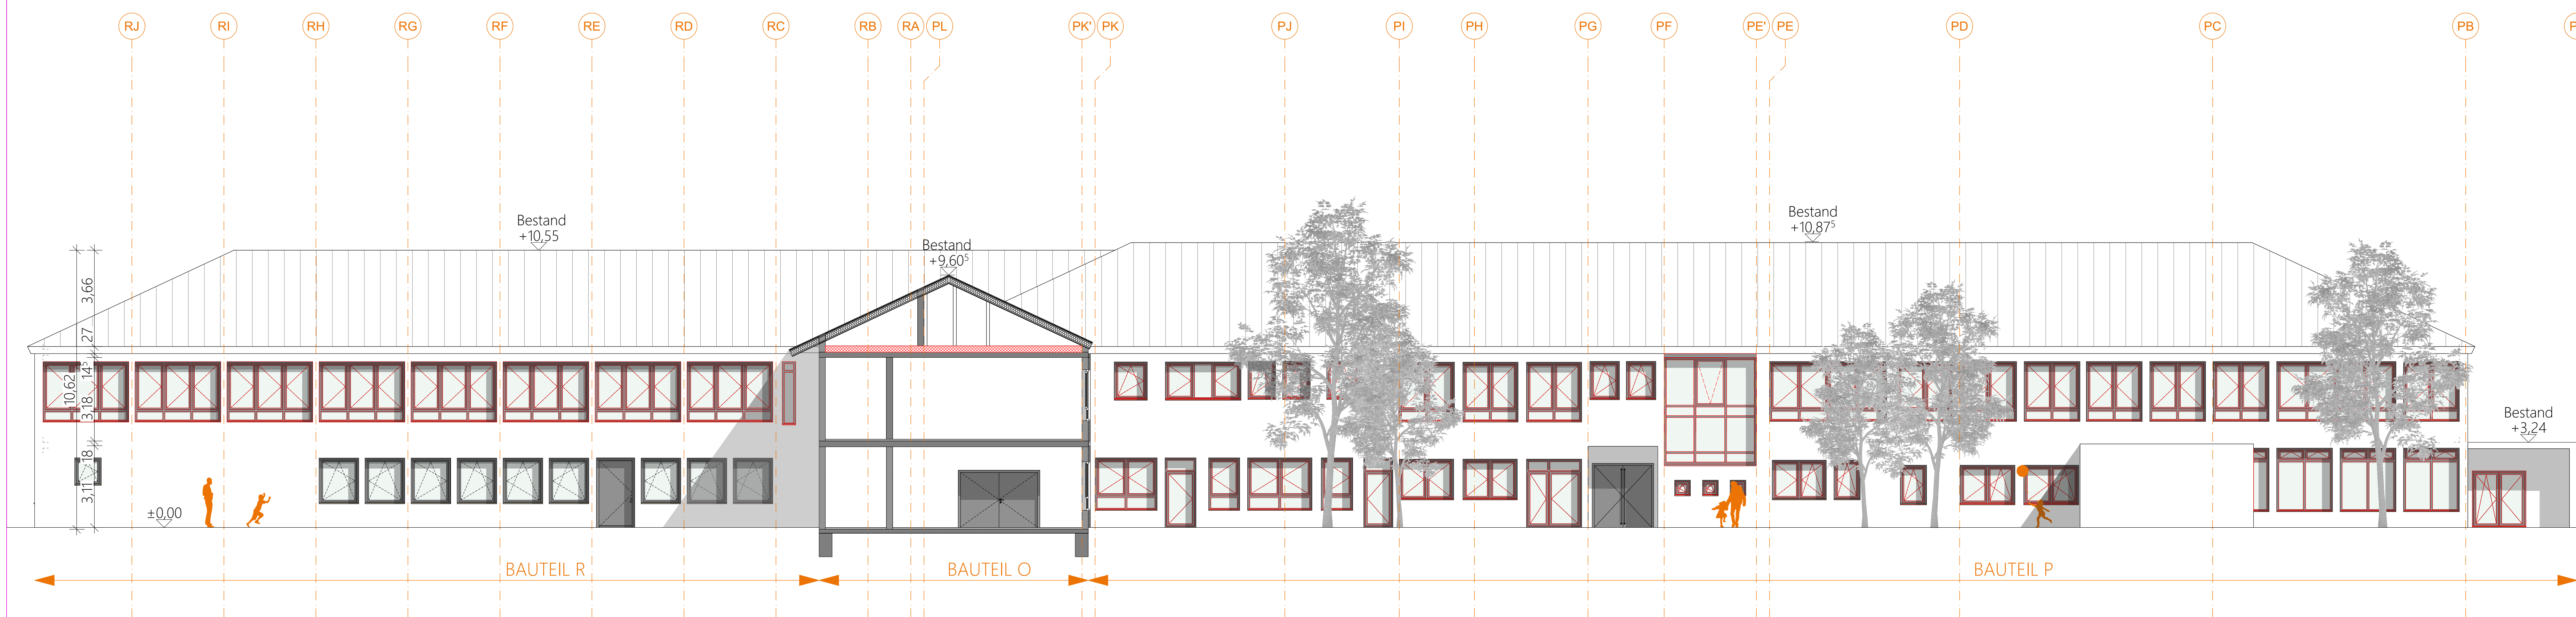 RJ RI RH RG RF RE RD RC RB RA PL PK' PK PJ PI PH PG PF PE' PE PD PC PB
Bestand
+10,55
Bestand
+9,60⁵
Bestand
+10,87⁵
Bestand
+3,24
3,66
27
14⁵
10,62
3,18
18
3,11
±0,00
BAUTEIL R BAUTEIL O BAUTEIL P